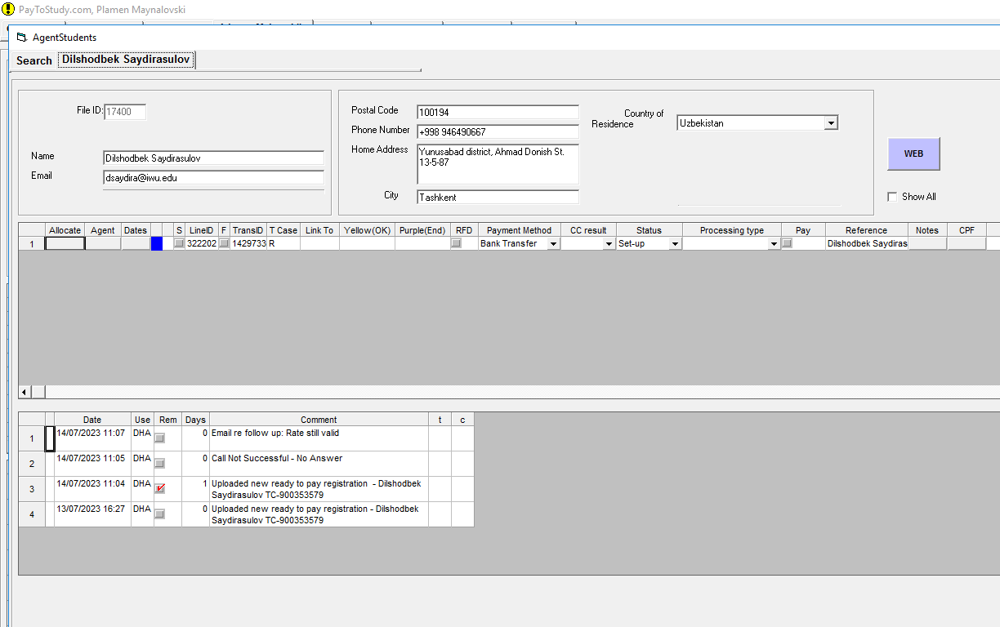 PayToStudy.com, Plamen Maynalovski
AgentStudents
Search Dilshodbek Saydirasulov
File ID: 17400
Name Dilshodbek Saydirasulov
Email dsaydira@iwu.edu
Postal Code 100194
Phone Number +998 946490667
Home Address Yunusabad district, Ahmad Donish St.
13-5-87
City Tashkent
Country of
Residence Uzbekistan
WEB
Show All
Allocate Agent Dates S LineID F TransID T Case Link To Yellow(OK) Purple(End) RFD Payment Method CC result Status Processing type Pay Reference Notes CPF
1 322202 1429733 R Bank Transfer Set-up Dilshodbek Saydiras
Date Use Rem Days Comment t c
1 14/07/2023 11:07 DHA 0 Email re follow up: Rate still valid
2 14/07/2023 11:05 DHA 0 Call Not Successful - No Answer
3 14/07/2023 11:04 DHA 1 Uploaded new ready to pay registration - Dilshodbek
Saydirasulov TC-900353579
4 13/07/2023 16:27 DHA 0 Uploaded new ready to pay registration - Dilshodbek
Saydirasulov TC-900353579